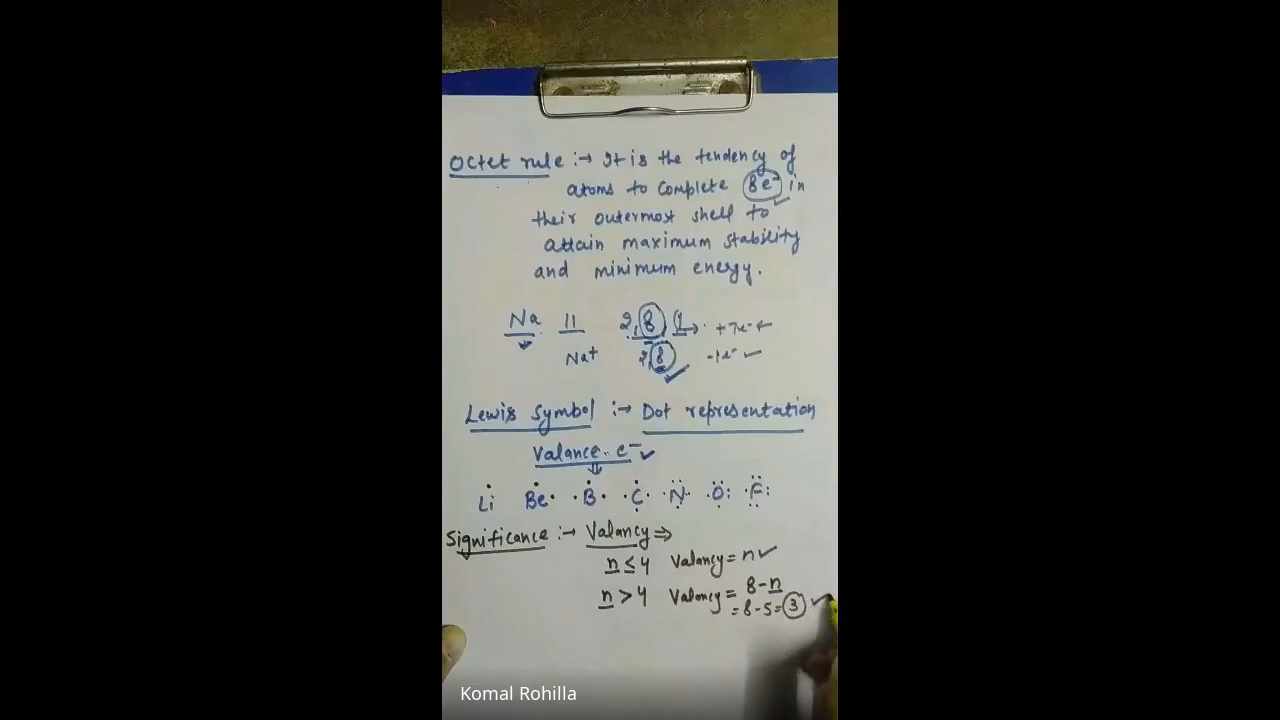 Octet rule :→ It is the tendency of
atoms to complete 8e⁻ in
their outermost shell to
attain maximum stability
and minimum energy.
Na 11 2,8,1 → +7e⁻
Na⁺ 2,8 -1e⁻ ✓
Lewis symbol :→ Dot representation
Valance e⁻ ✓
Li Be B C N O F
Significance :→ Valancy ⇒
n ≤ 4 Valancy = n ✓
n > 4 Valancy = 8-n
= 8-5 = 3 ✓
Komal Rohilla